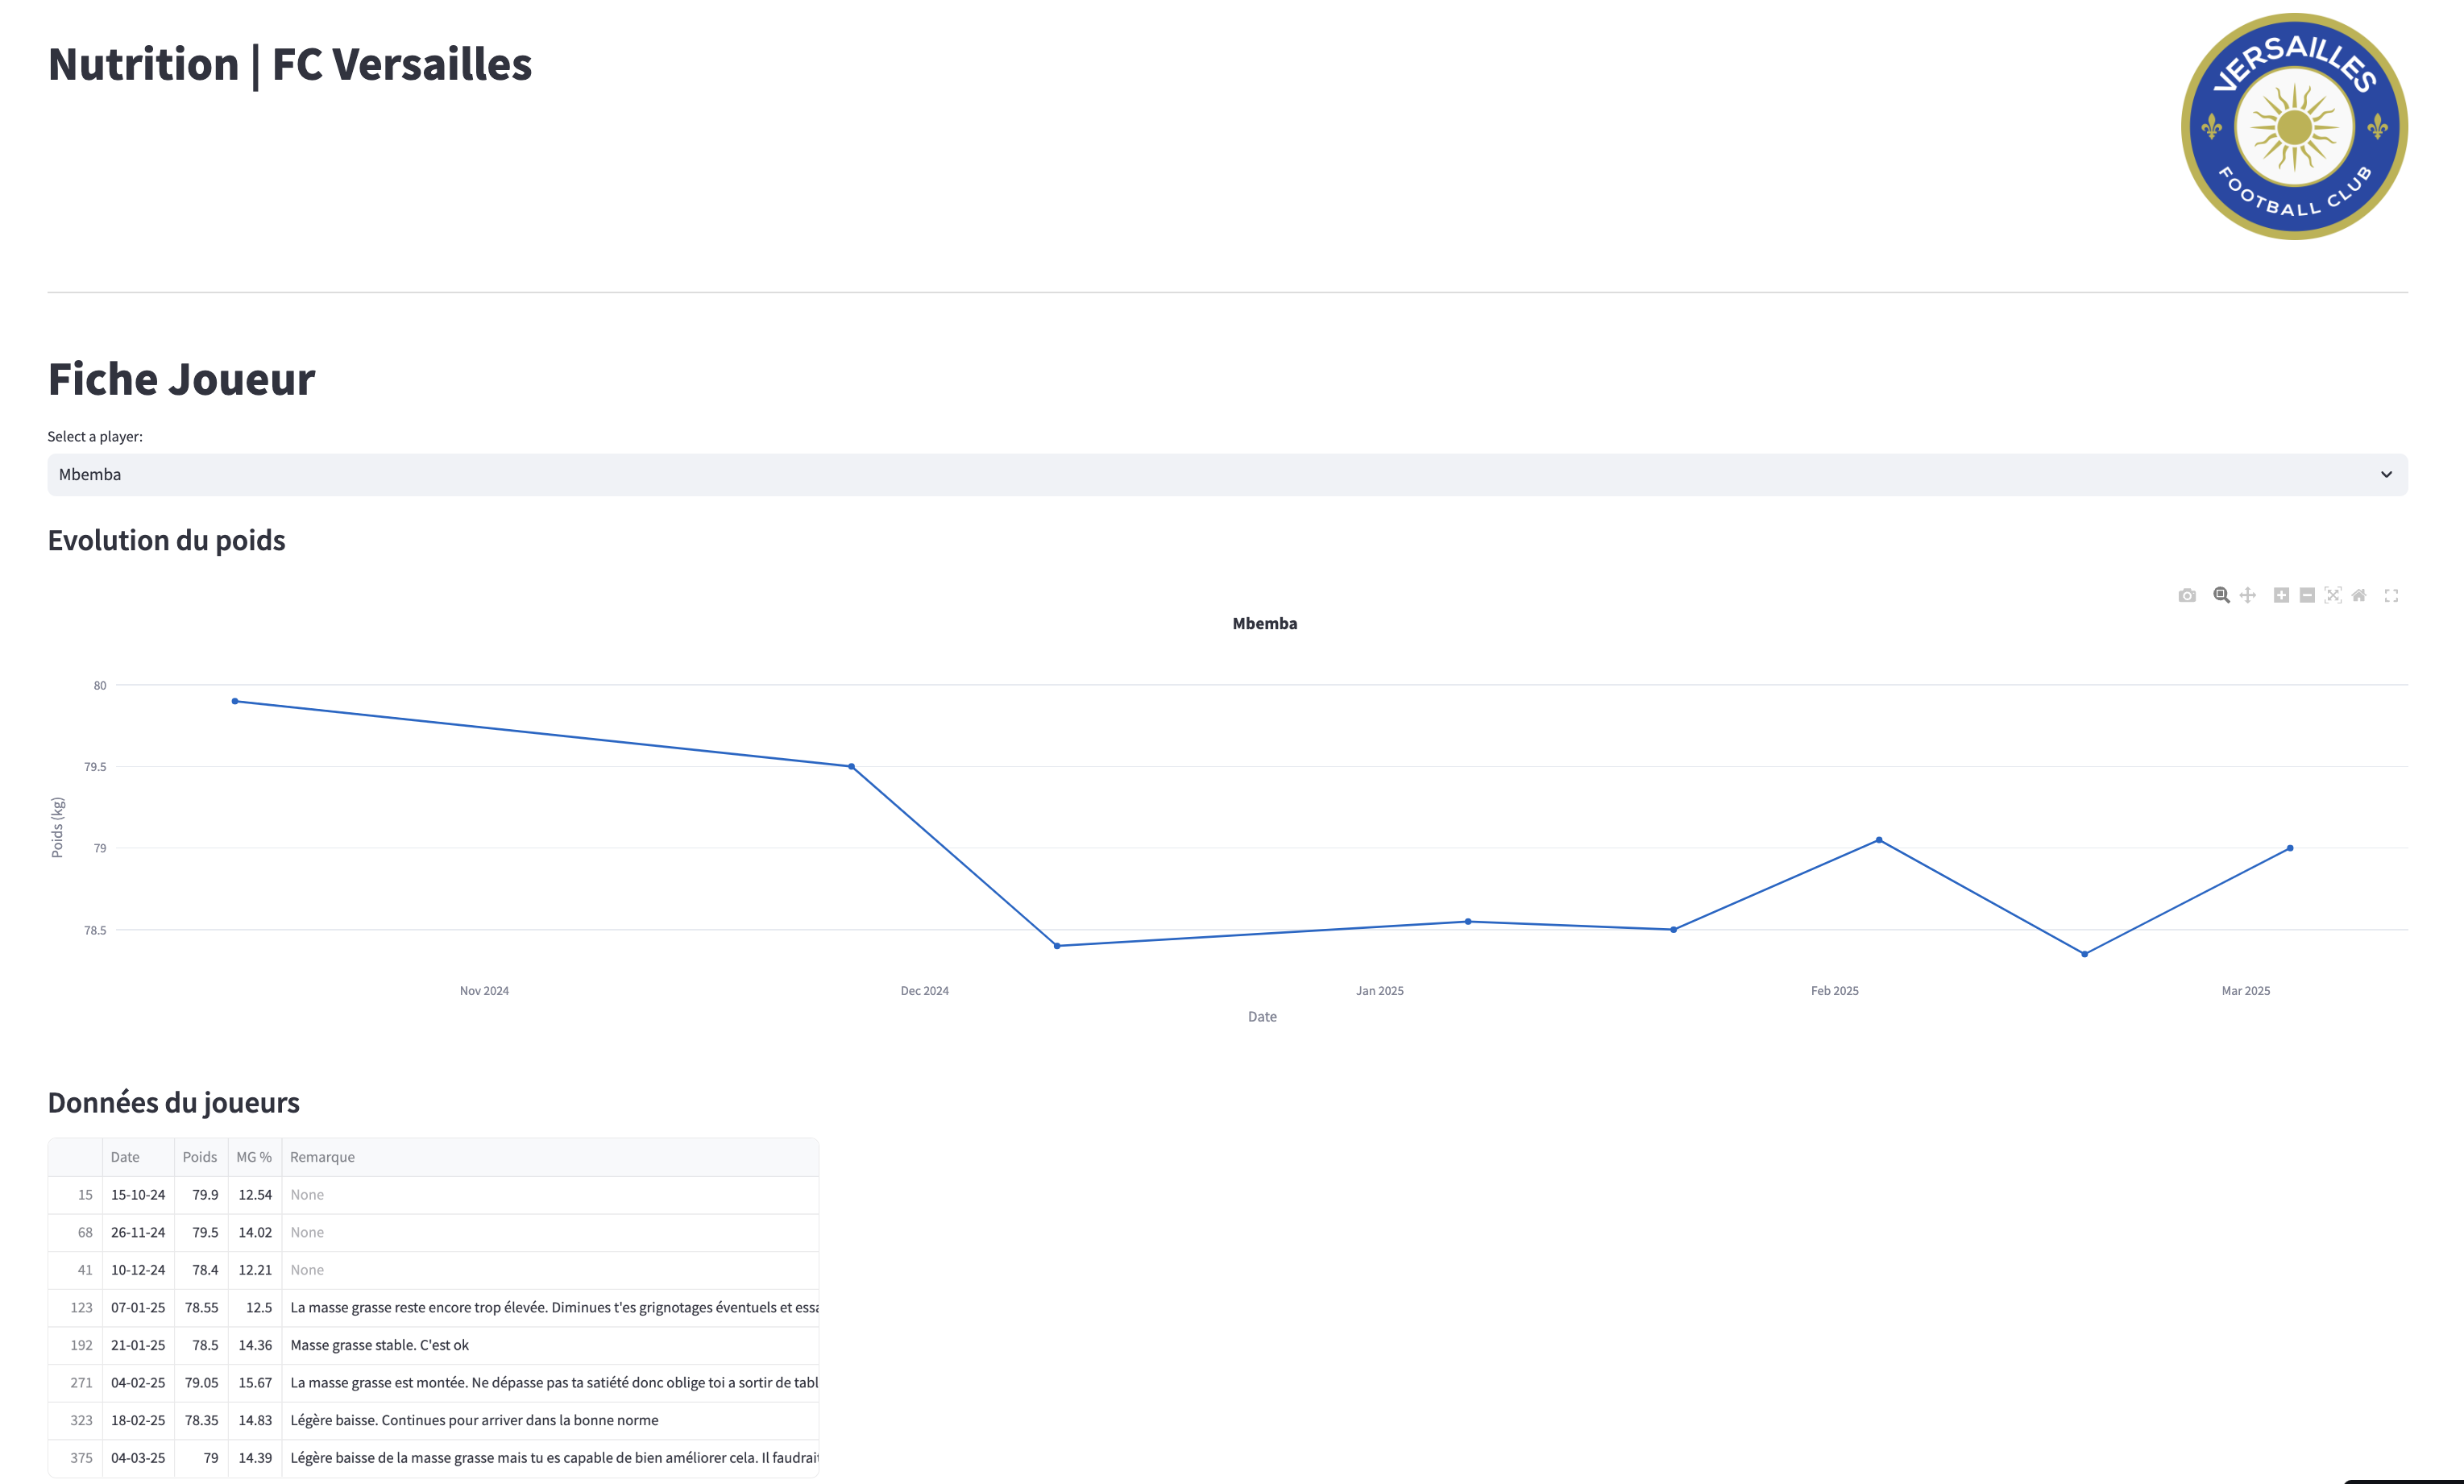 Nutrition | FC Versailles
VERSAILLES
FOOTBALL CLUB
Fiche Joueur
Select a player:
Mbemba
Evolution du poids
Mbemba
80
79.5
79
78.5
Poids (kg)
Nov 2024 Dec 2024 Jan 2025 Feb 2025 Mar 2025
Date
Données du joueurs
Date Poids MG % Remarque
15 15-10-24 79.9 12.54 None
68 26-11-24 79.5 14.02 None
41 10-12-24 78.4 12.21 None
123 07-01-25 78.55 12.5 La masse grasse reste encore trop élevée. Diminues t'es grignotages éventuels et essa
192 21-01-25 78.5 14.36 Masse grasse stable. C'est ok
271 04-02-25 79.05 15.67 La masse grasse est montée. Ne dépasse pas ta satiété donc oblige toi a sortir de tabl
323 18-02-25 78.35 14.83 Légère baisse. Continues pour arriver dans la bonne norme
375 04-03-25 79 14.39 Légère baisse de la masse grasse mais tu es capable de bien améliorer cela. Il faudrait